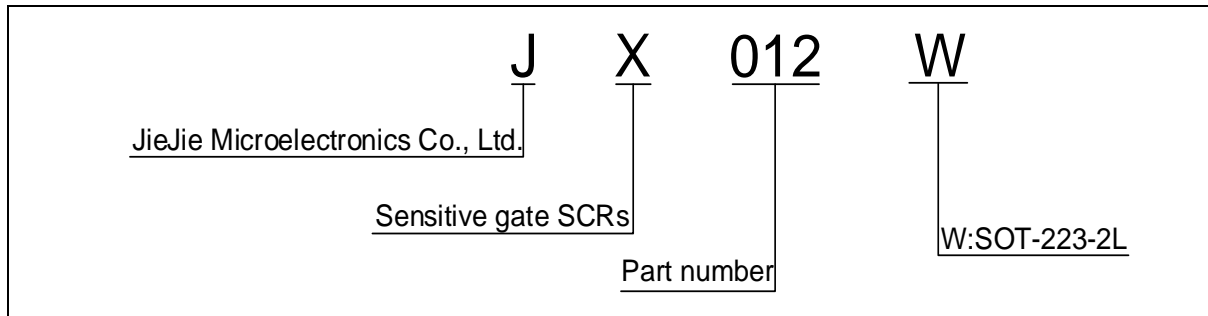 J X 012 W
JieJie Microelectronics Co., Ltd.
Sensitive gate SCRs
W:SOT-223-2L
Part number